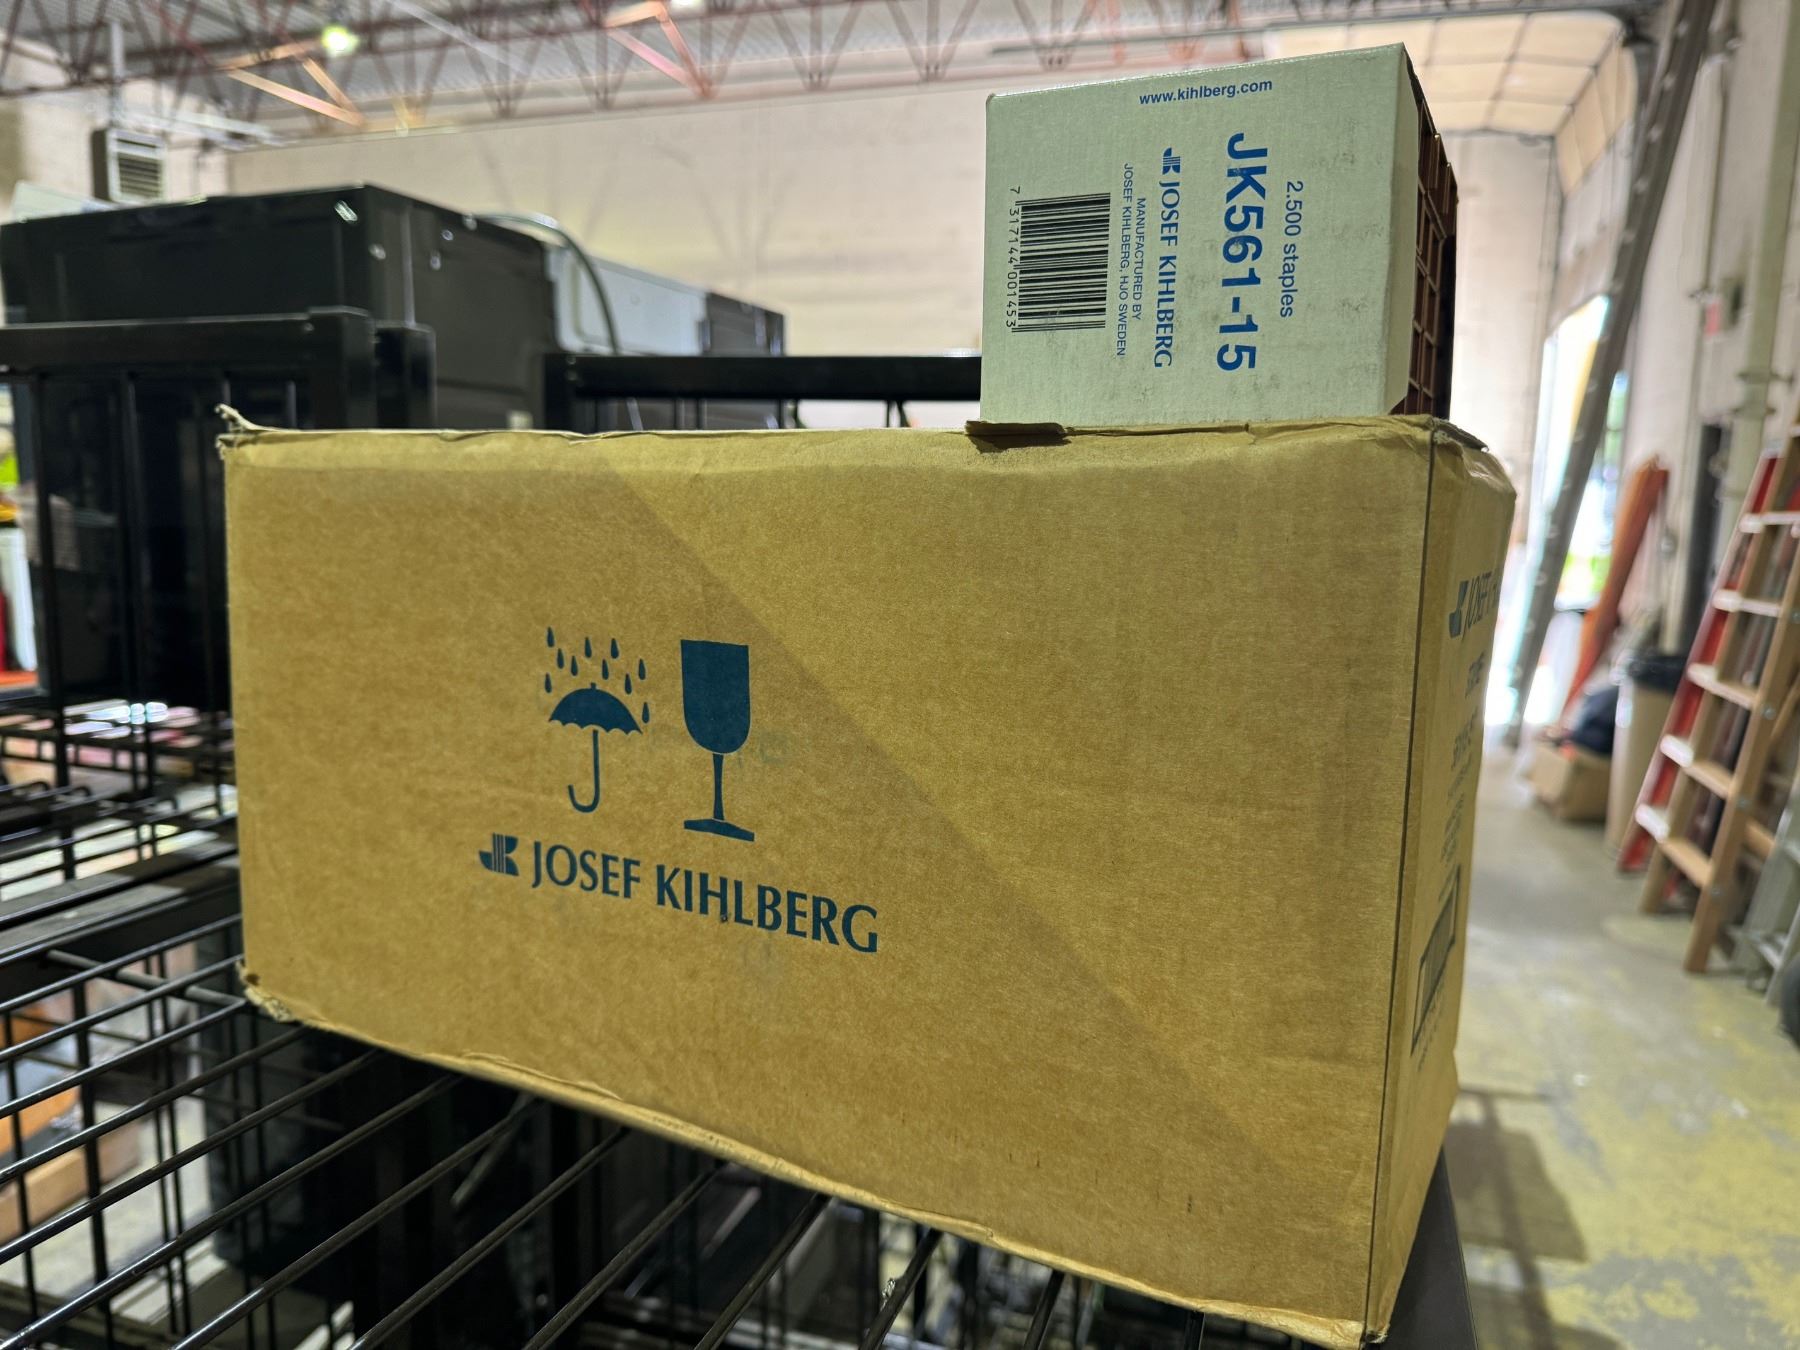 www.kihlberg.com
2.500 staples
JK561-15
JOSEF KIHLBERG
MANUFACTURED BY
JOSEF KIHLBERG, HJO SWEDEN
7 317144 001453
JOSEF KIHLBERG
JOSEF